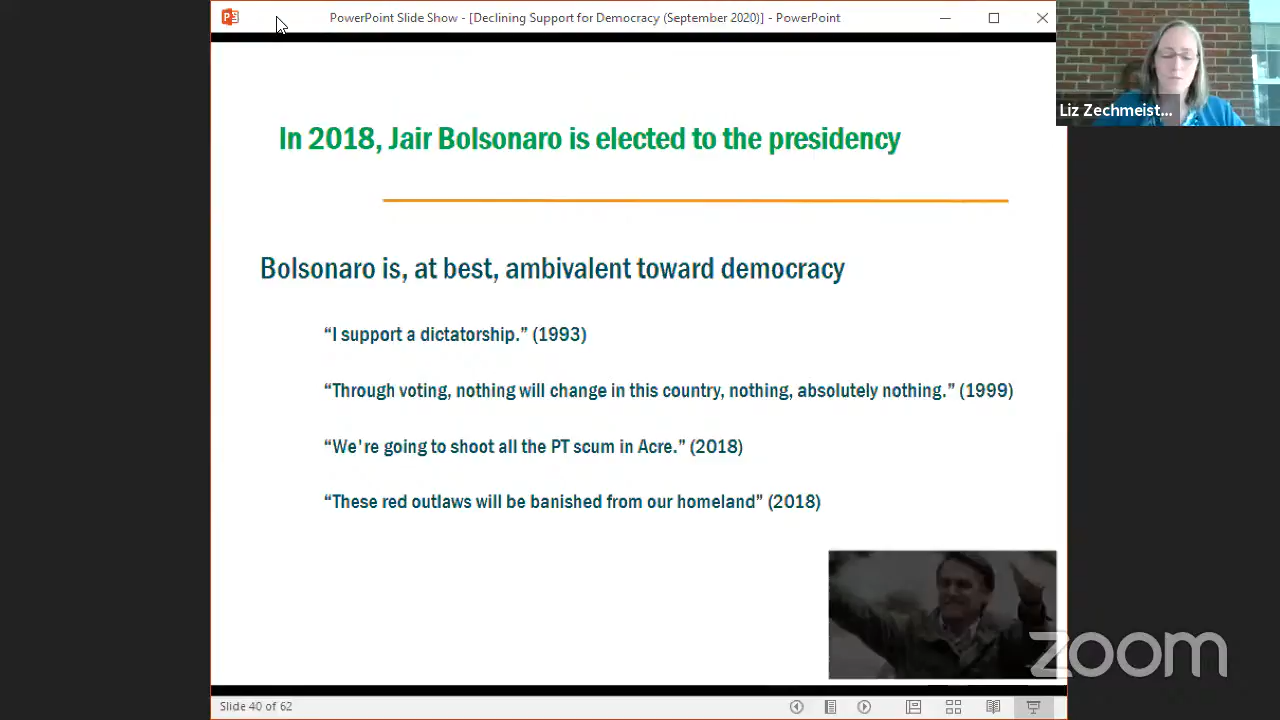 PowerPoint Slide Show - [Declining Support for Democracy (September 2020)] - PowerPoint
Liz Zechmeist...
In 2018, Jair Bolsonaro is elected to the presidency
Bolsonaro is, at best, ambivalent toward democracy
“I support a dictatorship.” (1993)
“Through voting, nothing will change in this country, nothing, absolutely nothing.” (1999)
“We're going to shoot all the PT scum in Acre.” (2018)
“These red outlaws will be banished from our homeland” (2018)
zoom
Slide 40 of 62